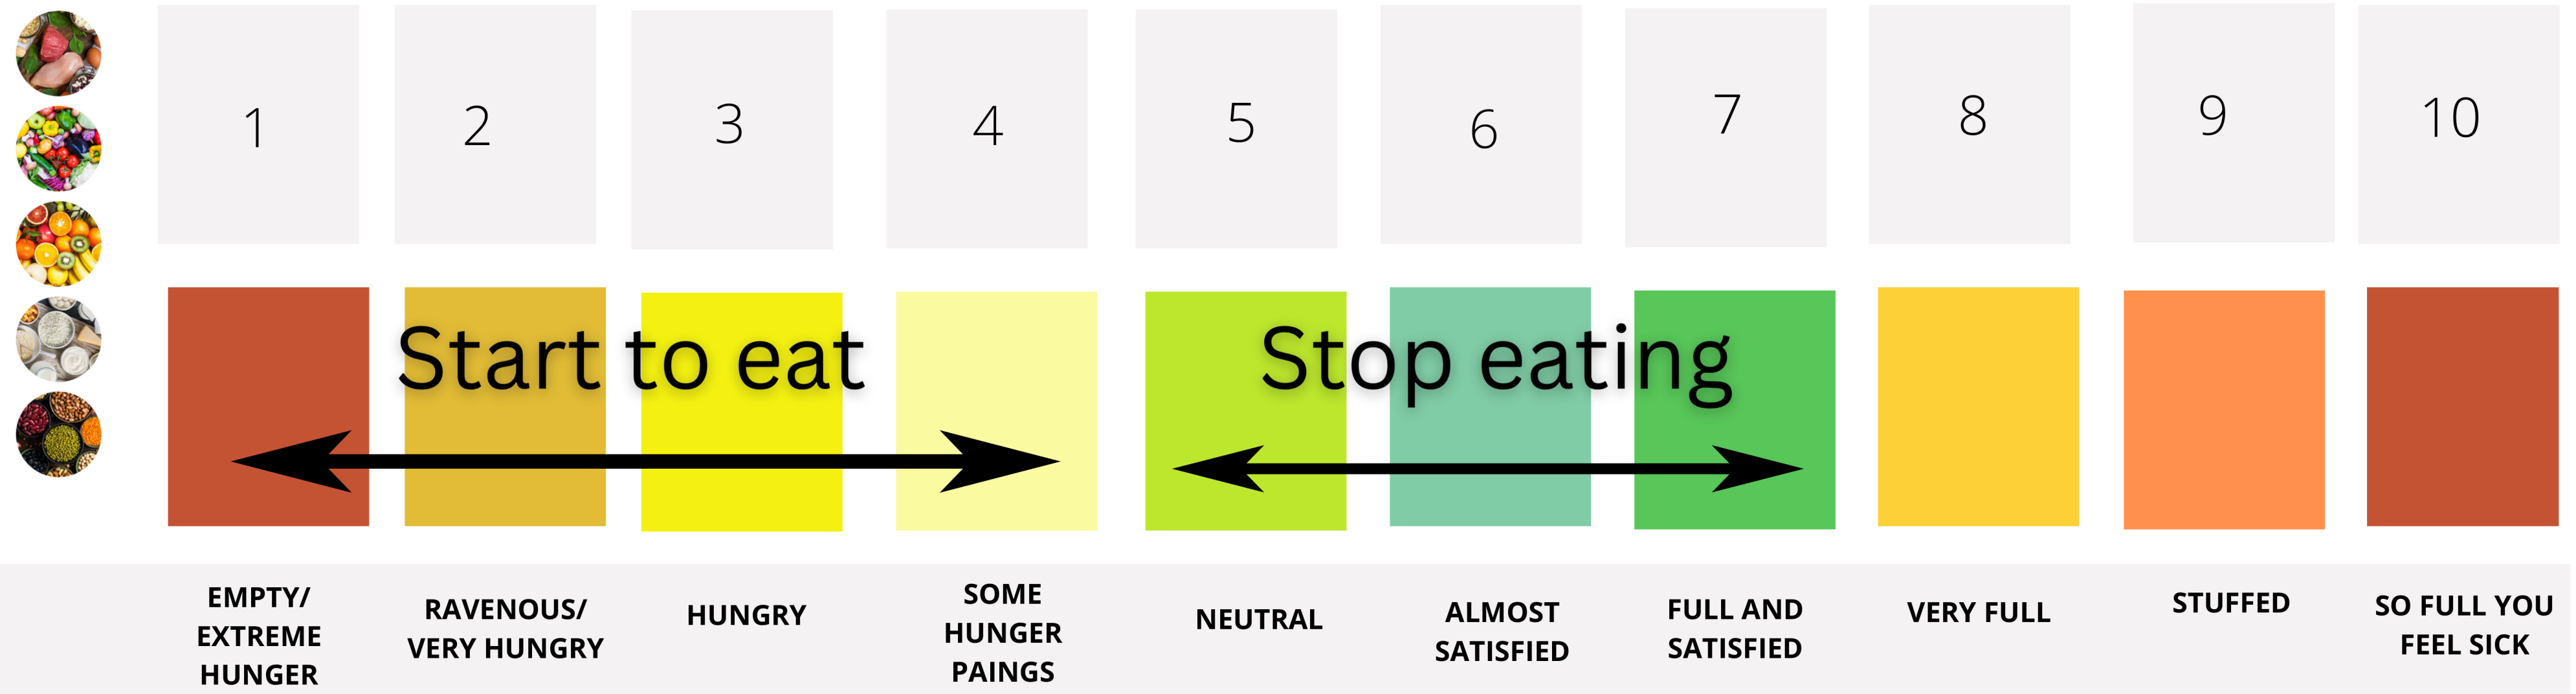 1
2
3
4
5
6
7
8
9
10
Start to eat
Stop eating
EMPTY/
EXTREME
HUNGER
RAVENOUS/
VERY HUNGRY
HUNGRY
SOME
HUNGER
PAINGS
NEUTRAL
ALMOST
SATISFIED
FULL AND
SATISFIED
VERY FULL
STUFFED
SO FULL YOU
FEEL SICK